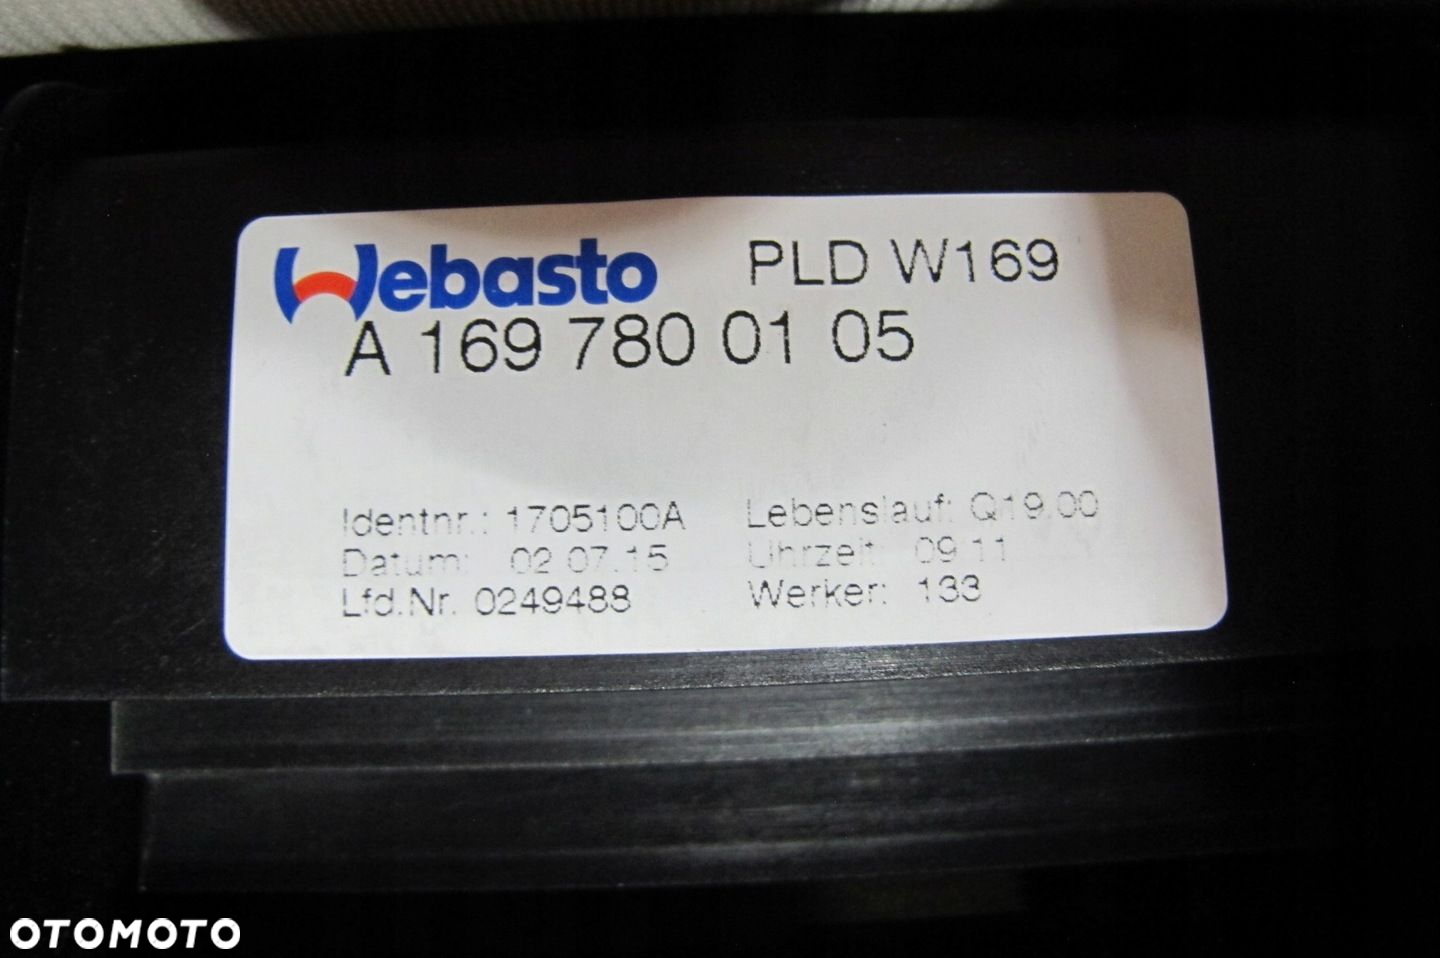 Webasto PLD W169
A 169 780 01 05
Identnr.: 1705100A Lebenslauf: Q19.00
Datum: 02.07.15 Uhrzeit: 09:11
Lfd.Nr. 0249488 Werker: 133
OTOMOTO